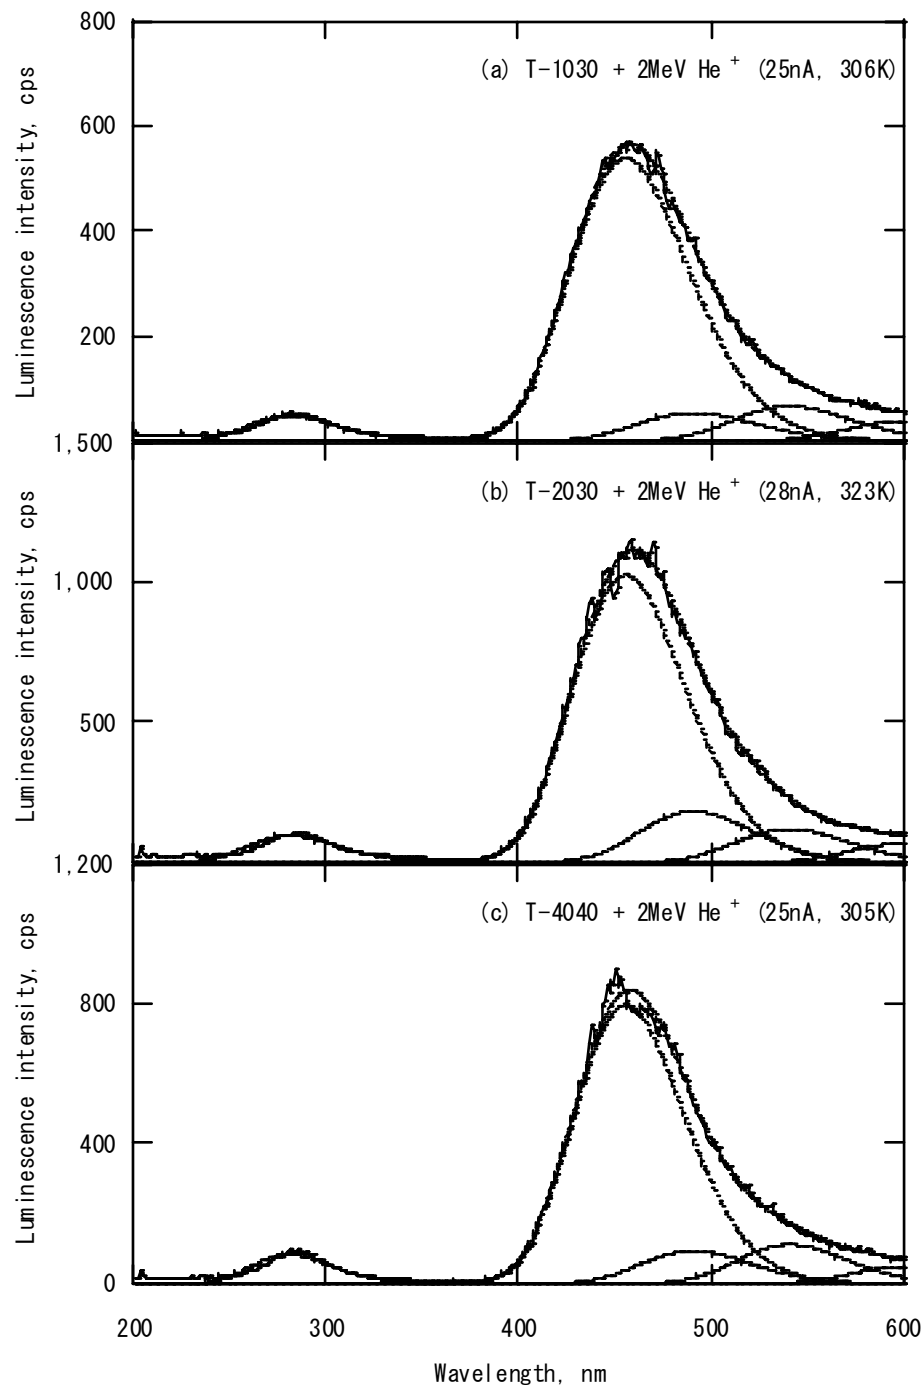 800
(a) T-1030 + 2MeV He + (25nA, 306K)
600
Luminescence intensity, cps
400
200
1,500
(b) T-2030 + 2MeV He + (28nA, 323K)
1,000
Luminescence intensity, cps
500
1,200
(c) T-4040 + 2MeV He + (25nA, 305K)
800
Luminescence intensity, cps
400
0
200 300 400 500 600
Wavelength, nm